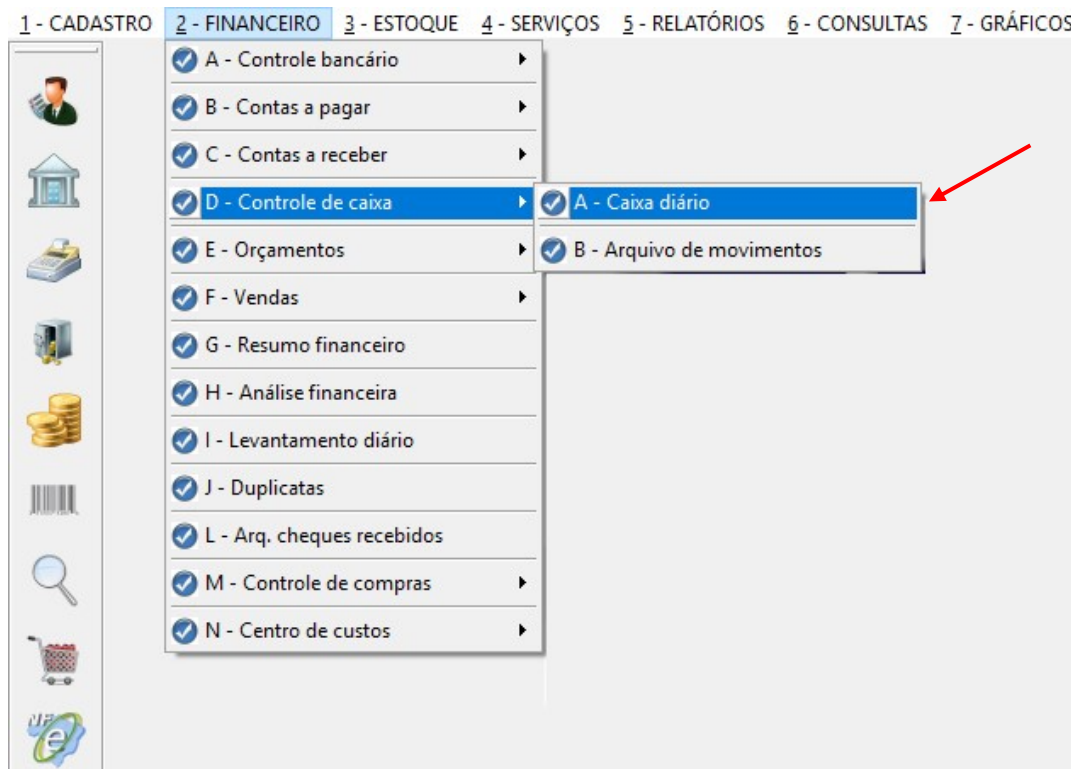 1 - CADASTRO 2 - FINANCEIRO 3 - ESTOQUE 4 - SERVIÇOS 5 - RELATÓRIOS 6 - CONSULTAS 7 - GRÁFICOS
A - Controle bancário
B - Contas a pagar
C - Contas a receber
D - Controle de caixa
A - Caixa diário
B - Arquivo de movimentos
E - Orçamentos
F - Vendas
G - Resumo financeiro
H - Análise financeira
I - Levantamento diário
J - Duplicatas
L - Arq. cheques recebidos
M - Controle de compras
N - Centro de custos
NF
e